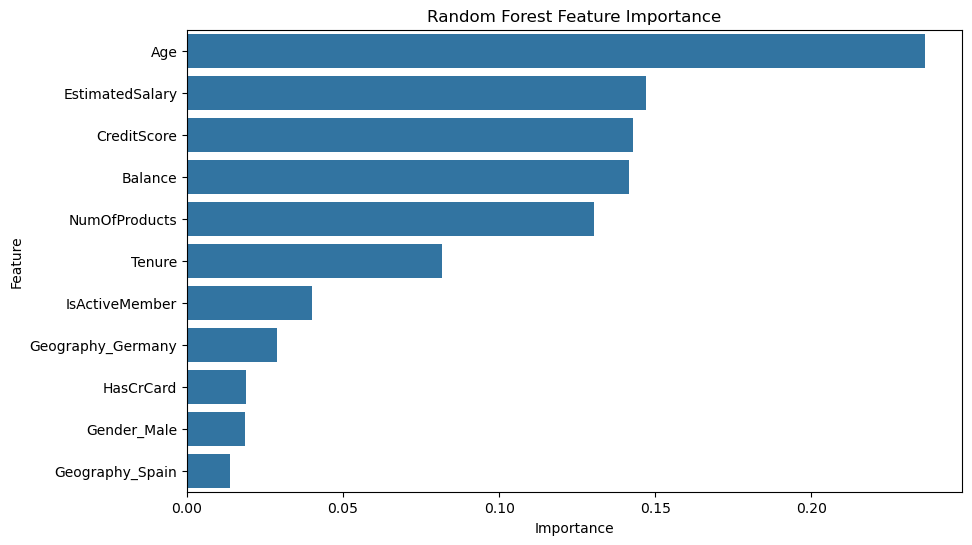 Random Forest Feature Importance
Age
EstimatedSalary
CreditScore
Balance
NumOfProducts
Tenure
IsActiveMember
Geography_Germany
HasCrCard
Gender_Male
Geography_Spain
Feature
0.00 0.05 0.10 0.15 0.20
Importance